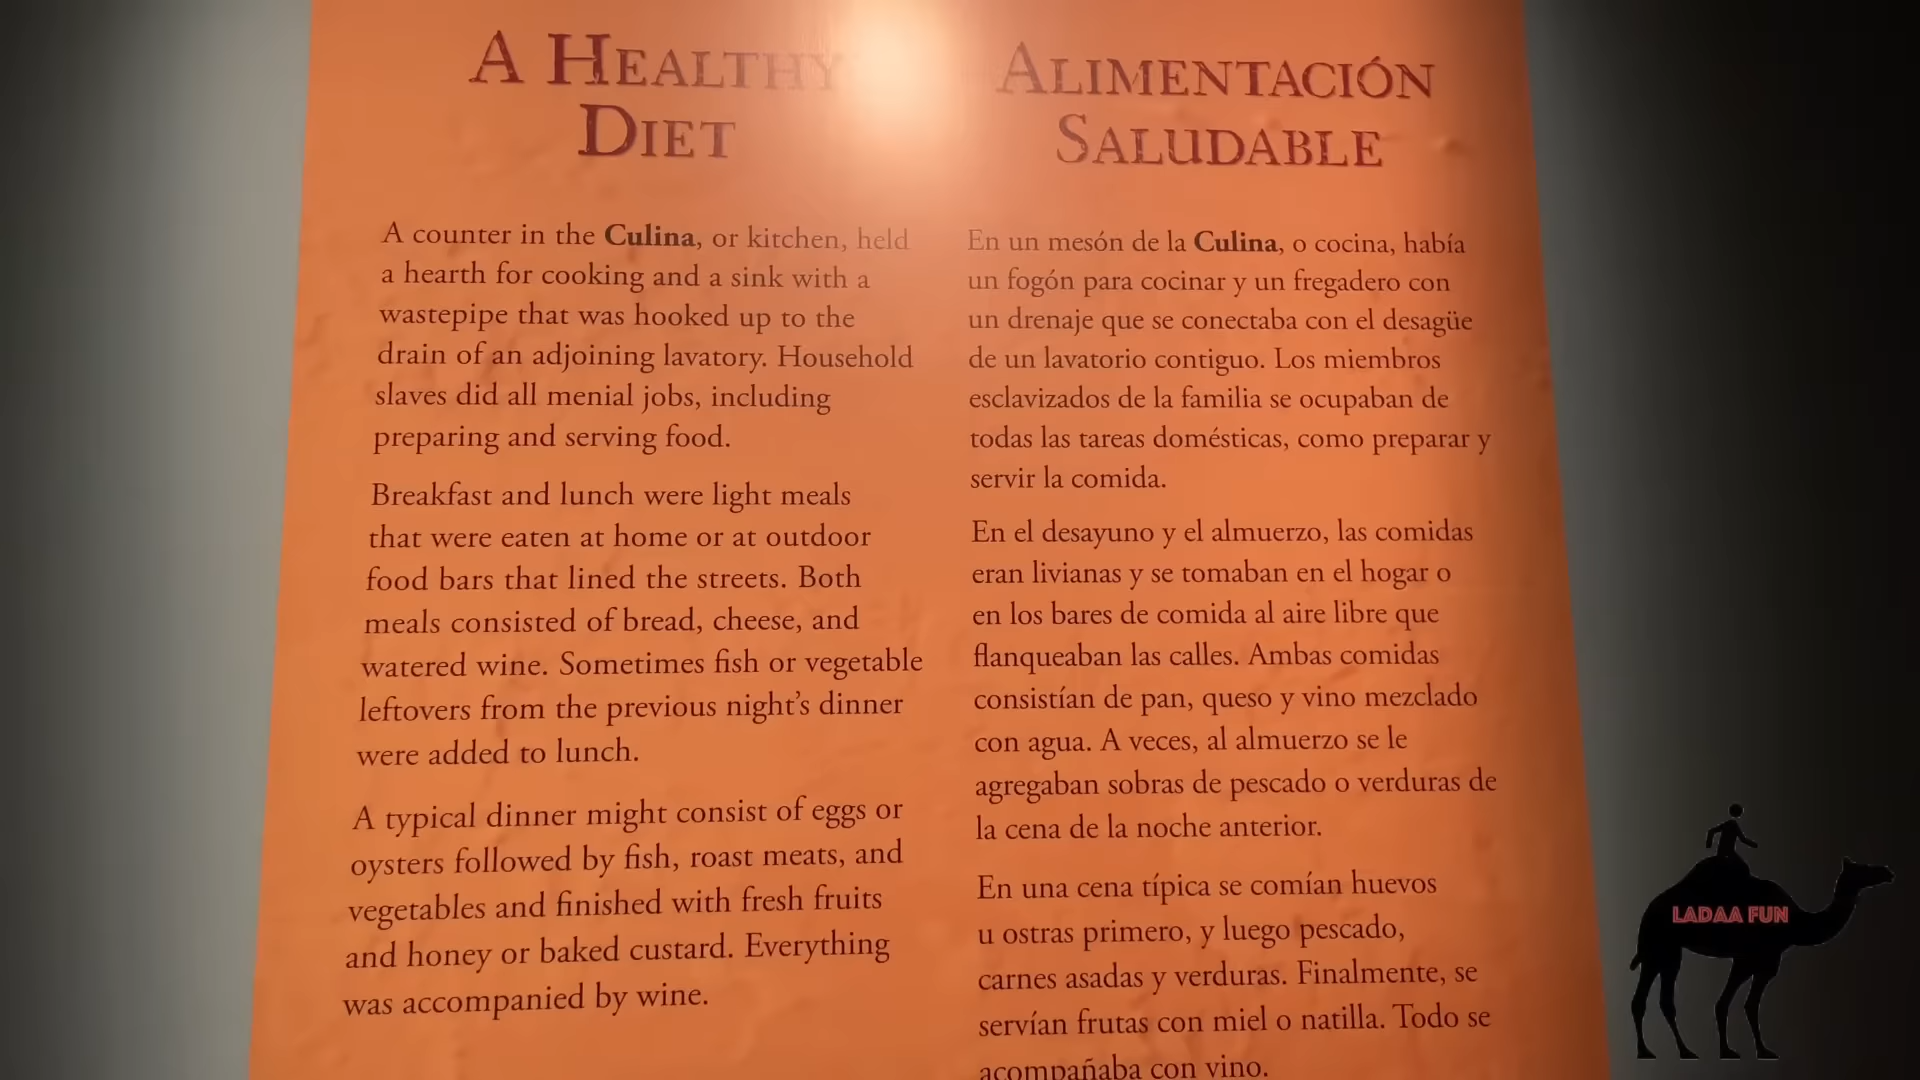 A HEALTHY
DIET
A counter in the Culina, or kitchen, held
a hearth for cooking and a sink with a
wastepipe that was hooked up to the
drain of an adjoining lavatory. Household
slaves did all menial jobs, including
preparing and serving food.
Breakfast and lunch were light meals
that were eaten at home or at outdoor
food bars that lined the streets. Both
meals consisted of bread, cheese, and
watered wine. Sometimes fish or vegetable
leftovers from the previous night's dinner
were added to lunch.
A typical dinner might consist of eggs or
oysters followed by fish, roast meats, and
vegetables and finished with fresh fruits
and honey or baked custard. Everything
was accompanied by wine.
ALIMENTACIÓN
SALUDABLE
En un mesón de la Culina, o cocina, había
un fogón para cocinar y un fregadero con
un drenaje que se conectaba con el desagüe
de un lavatorio contiguo. Los miembros
esclavizados de la familia se ocupaban de
todas las tareas domésticas, como preparar y
servir la comida.
En el desayuno y el almuerzo, las comidas
eran livianas y se tomaban en el hogar o
en los bares de comida al aire libre que
flanqueaban las calles. Ambas comidas
consistían de pan, queso y vino mezclado
con agua. A veces, al almuerzo se le
agregaban sobras de pescado o verduras de
la cena de la noche anterior.
En una cena típica se comían huevos
u ostras primero, y luego pescado,
carnes asadas y verduras. Finalmente, se
servían frutas con miel o natilla. Todo se
acompañaba con vino.
LADAA FUN